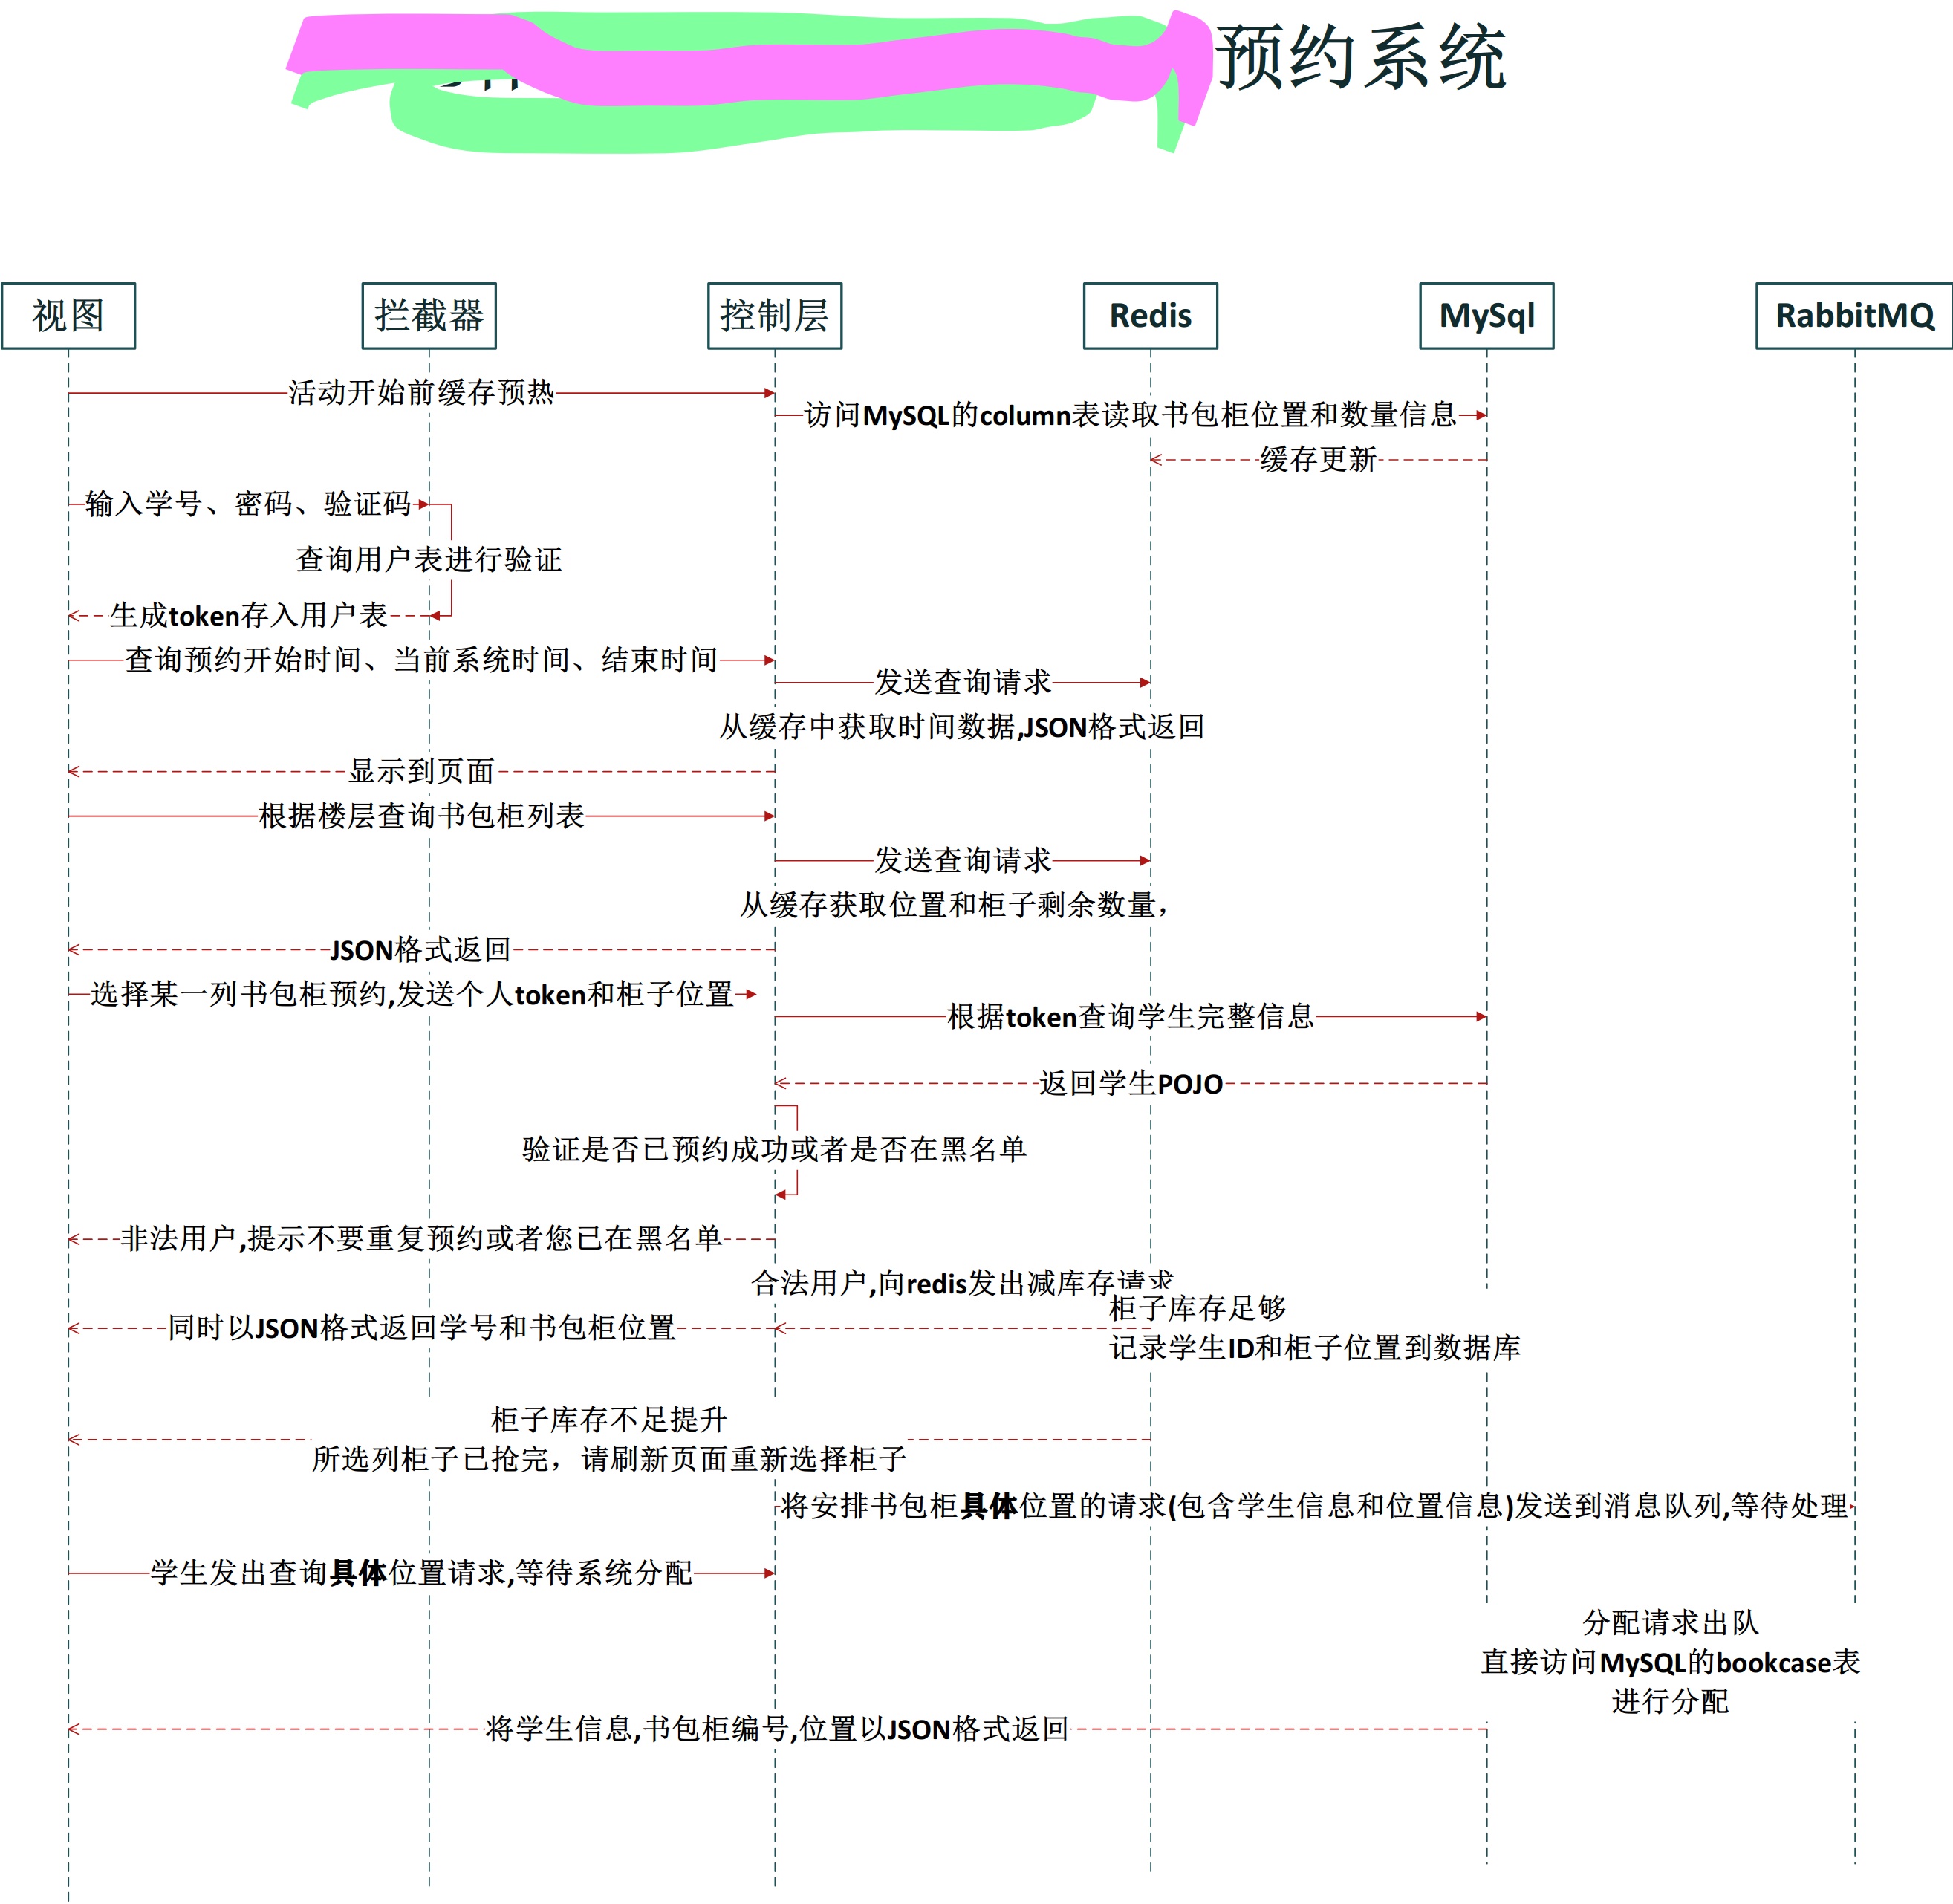 预约系统
视图
拦截器
控制层
Redis
MySql
RabbitMQ
活动开始前缓存预热
访问MySQL的column表读取书包柜位置和数量信息
缓存更新
输入学号、密码、验证码
查询用户表进行验证
生成token存入用户表
查询预约开始时间、当前系统时间、结束时间
发送查询请求
从缓存中获取时间数据,JSON格式返回
显示到页面
根据楼层查询书包柜列表
发送查询请求
从缓存获取位置和柜子剩余数量，
JSON格式返回
选择某一列书包柜预约,发送个人token和柜子位置
根据token查询学生完整信息
返回学生POJO
验证是否已预约成功或者是否在黑名单
非法用户,提示不要重复预约或者您已在黑名单
合法用户,向redis发出减库存请求
柜子库存足够
同时以JSON格式返回学号和书包柜位置
记录学生ID和柜子位置到数据库
柜子库存不足提升
所选列柜子已抢完，请刷新页面重新选择柜子
将安排书包柜具体位置的请求(包含学生信息和位置信息)发送到消息队列,等待处理
学生发出查询具体位置请求,等待系统分配
分配请求出队
直接访问MySQL的bookcase表
进行分配
将学生信息,书包柜编号,位置以JSON格式返回